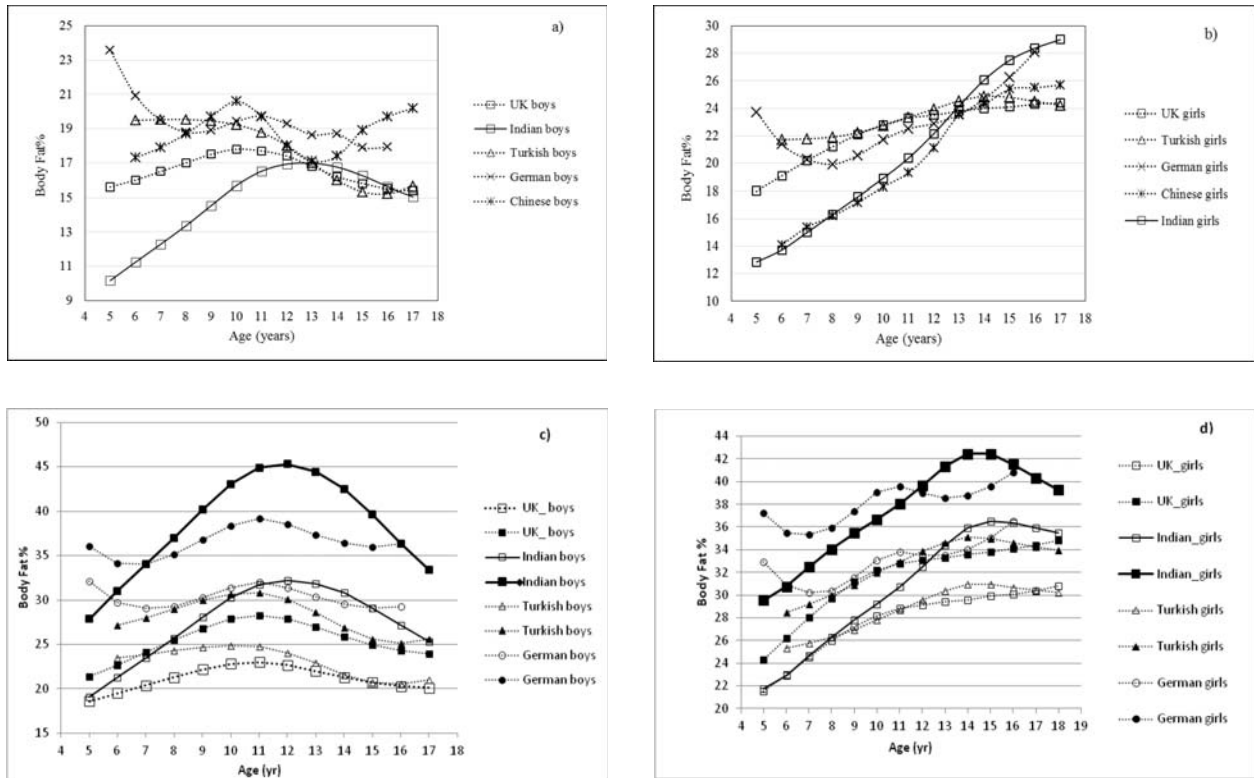 a)
25
23
21
19
17
15
13
11
9
Body Fat%
4 5 6 7 8 9 10 11 12 13 14 15 16 17 18
Age (years)
UK boys
Indian boys
Turkish boys
German boys
Chinese boys
b)
30
28
26
24
22
20
18
16
14
12
10
Body Fat%
4 5 6 7 8 9 10 11 12 13 14 15 16 17 18
Age (years)
UK girls
Turkish girls
German girls
Chinese girls
Indian girls
c)
50
45
40
35
30
25
20
15
Body Fat %
4 5 6 7 8 9 10 11 12 13 14 15 16 17 18
Age (yr)
UK_ boys
UK_ boys
Indian boys
Indian boys
Turkish boys
Turkish boys
German boys
German boys
d)
44
42
40
38
36
34
32
30
28
26
24
22
20
Body Fat %
4 5 6 7 8 9 10 11 12 13 14 15 16 17 18 19
Age (yr)
UK_girls
UK_girls
Indian_girls
Indian_girls
Turkish girls
Turkish girls
German girls
German girls